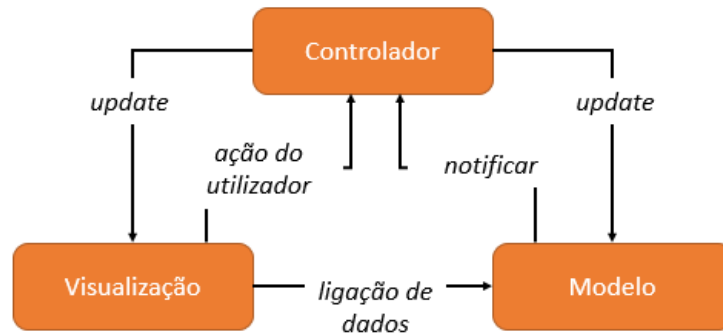 Controlador
update
update
ação do
utilizador
notificar
Visualização
ligação de
dados
Modelo